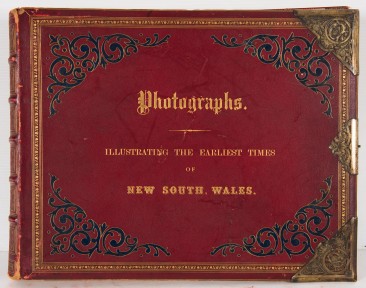 Photographs.
ILLUSTRATING THE EARLIEST TIMES
OF
NEW SOUTH, WALES.